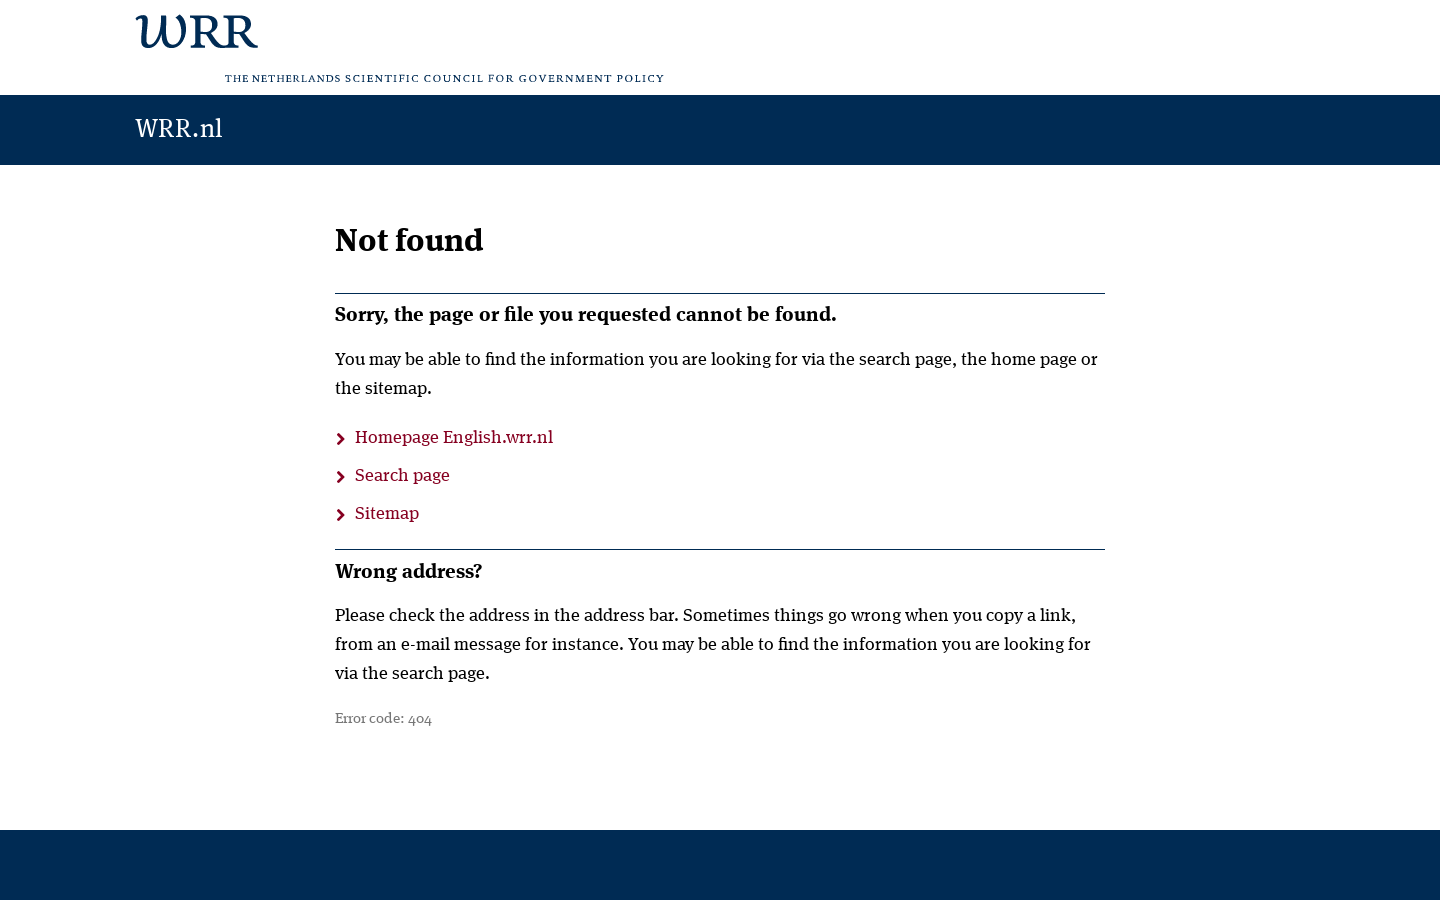 WRR
THE NETHERLANDS SCIENTIFIC COUNCIL FOR GOVERNMENT POLICY
WRR.nl
Not found
Sorry, the page or file you requested cannot be found.
You may be able to find the information you are looking for via the search page, the home page or
the sitemap.
Homepage English.wrr.nl
Search page
Sitemap
Wrong address?
Please check the address in the address bar. Sometimes things go wrong when you copy a link,
from an e-mail message for instance. You may be able to find the information you are looking for
via the search page.
Error code: 404